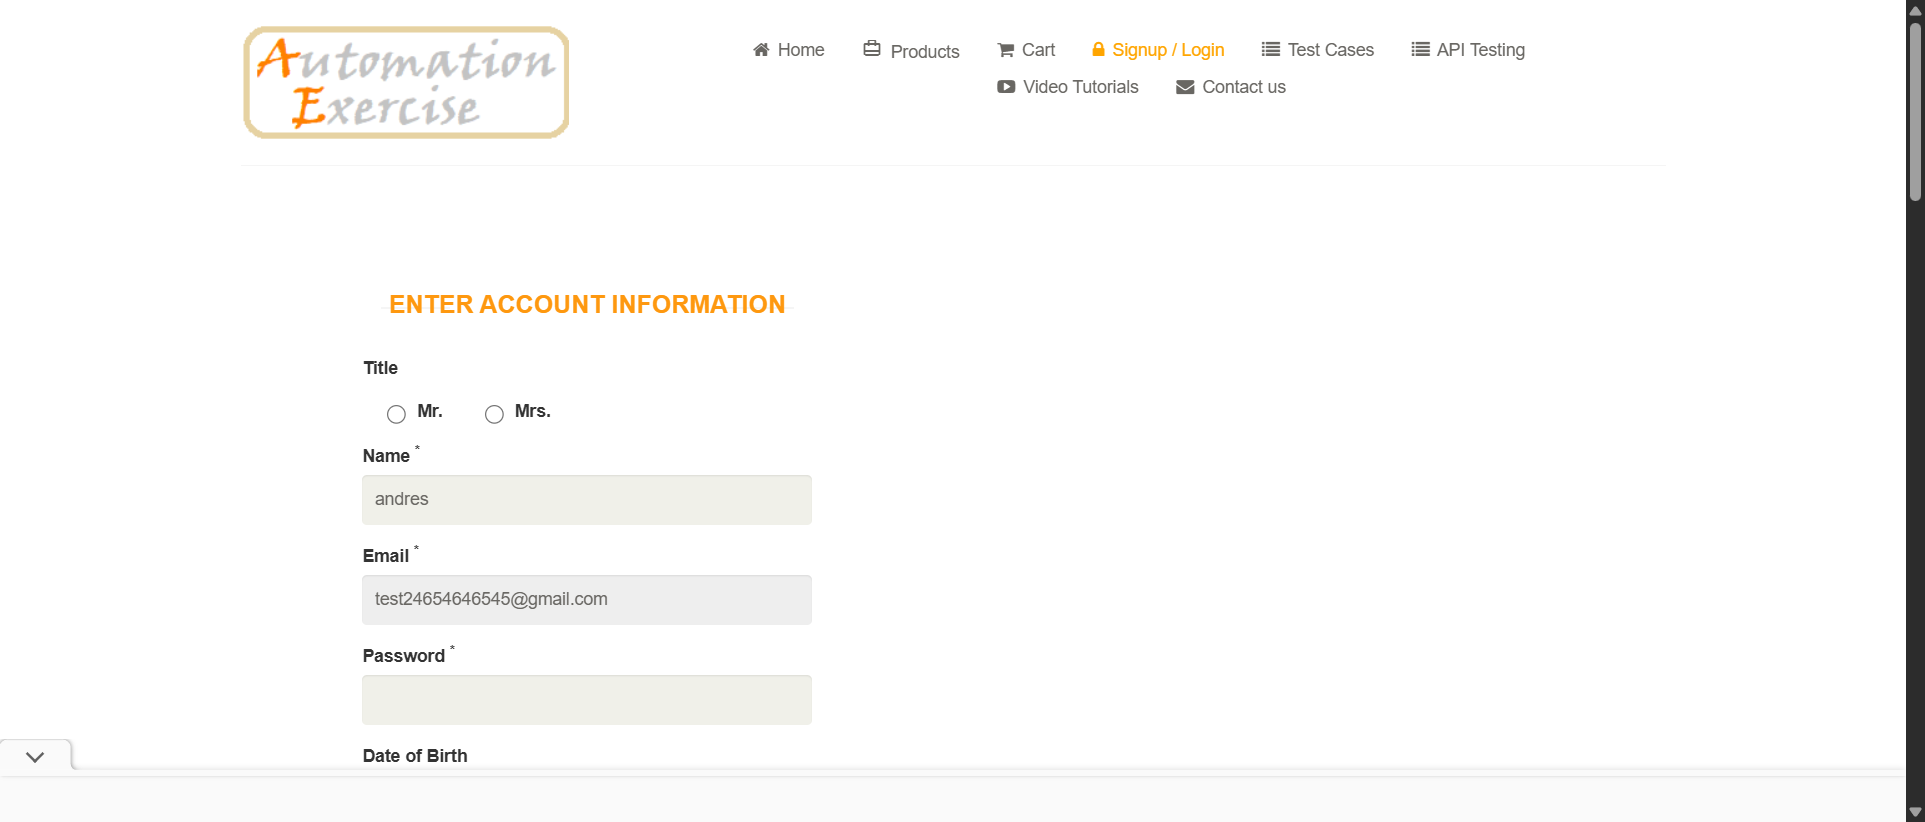 Automation
Exercise
Home Products Cart Signup / Login Test Cases API Testing
Video Tutorials Contact us
ENTER ACCOUNT INFORMATION
Title
Mr. Mrs.
Name *
andres
Email *
test24654646545@gmail.com
Password *
Date of Birth